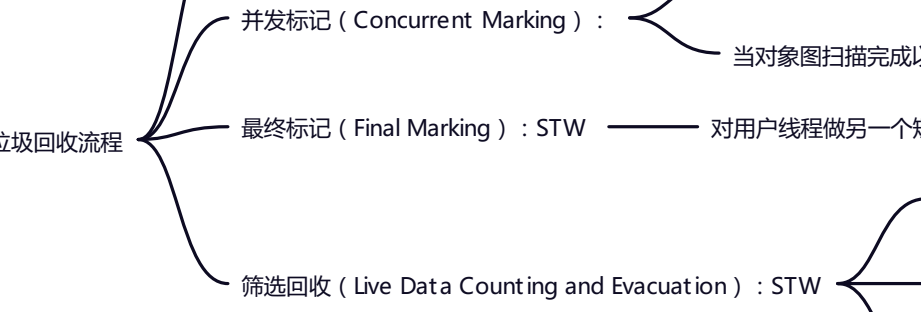 并发标记（Concurrent Marking）：
当对象图扫描完成以
最终标记（Final Marking）：STW
对用户线程做另一个短
垃圾回收流程
筛选回收（Live Data Counting and Evacuation）：STW